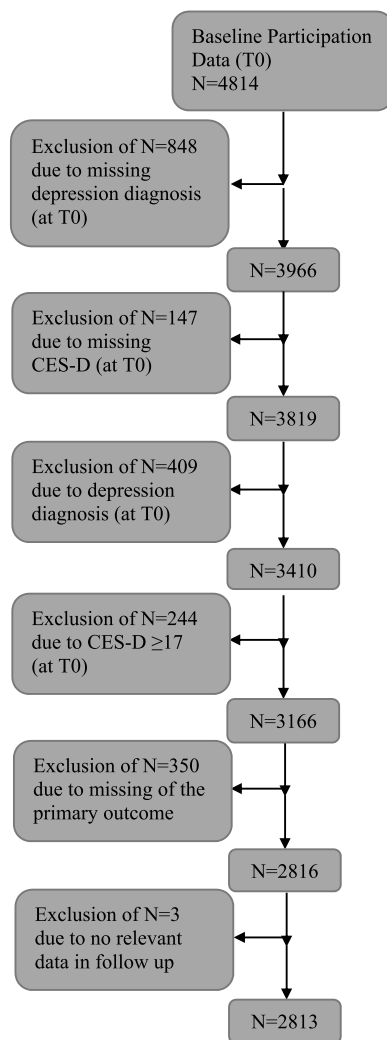 Baseline Participation
Data (T0)
N=4814
Exclusion of N=848
due to missing
depression diagnosis
(at T0)
N=3966
Exclusion of N=147
due to missing
CES-D (at T0)
N=3819
Exclusion of N=409
due to depression
diagnosis (at T0)
N=3410
Exclusion of N=244
due to CES-D ≥17
(at T0)
N=3166
Exclusion of N=350
due to missing of the
primary outcome
N=2816
Exclusion of N=3
due to no relevant
data in follow up
N=2813